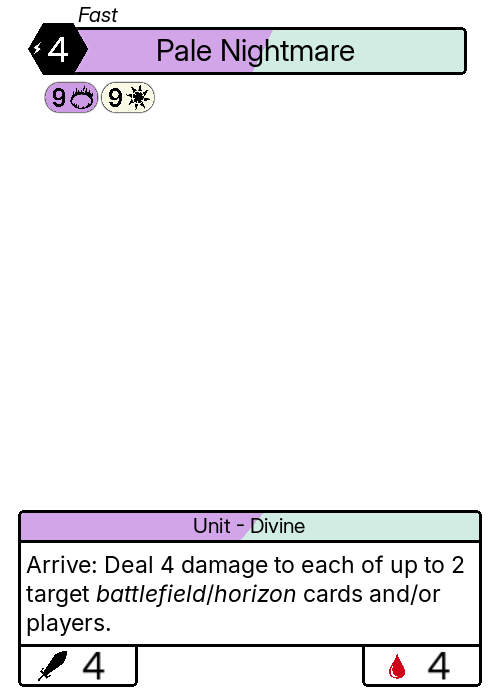 Fast
4 Pale Nightmare
9 9
Unit - Divine
Arrive: Deal 4 damage to each of up to 2
target battlefield/horizon cards and/or
players.
4 4